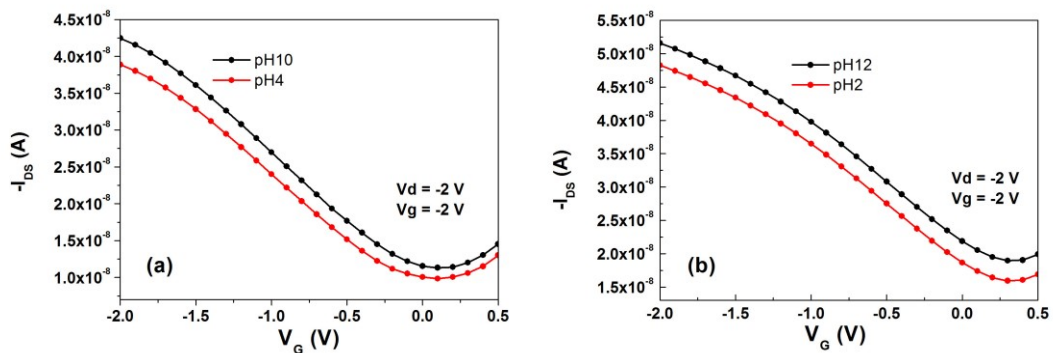 4.5x10⁻⁸
4.0x10⁻⁸
3.5x10⁻⁸
3.0x10⁻⁸
2.5x10⁻⁸
2.0x10⁻⁸
1.5x10⁻⁸
1.0x10⁻⁸
-I_DS (A)
pH10
pH4
Vd = -2 V
Vg = -2 V
(a)
-2.0 -1.5 -1.0 -0.5 0.0 0.5
V_G (V)
5.5x10⁻⁸
5.0x10⁻⁸
4.5x10⁻⁸
4.0x10⁻⁸
3.5x10⁻⁸
3.0x10⁻⁸
2.5x10⁻⁸
2.0x10⁻⁸
1.5x10⁻⁸
-I_DS (A)
pH12
pH2
Vd = -2 V
Vg = -2 V
(b)
-2.0 -1.5 -1.0 -0.5 0.0 0.5
V_G (V)